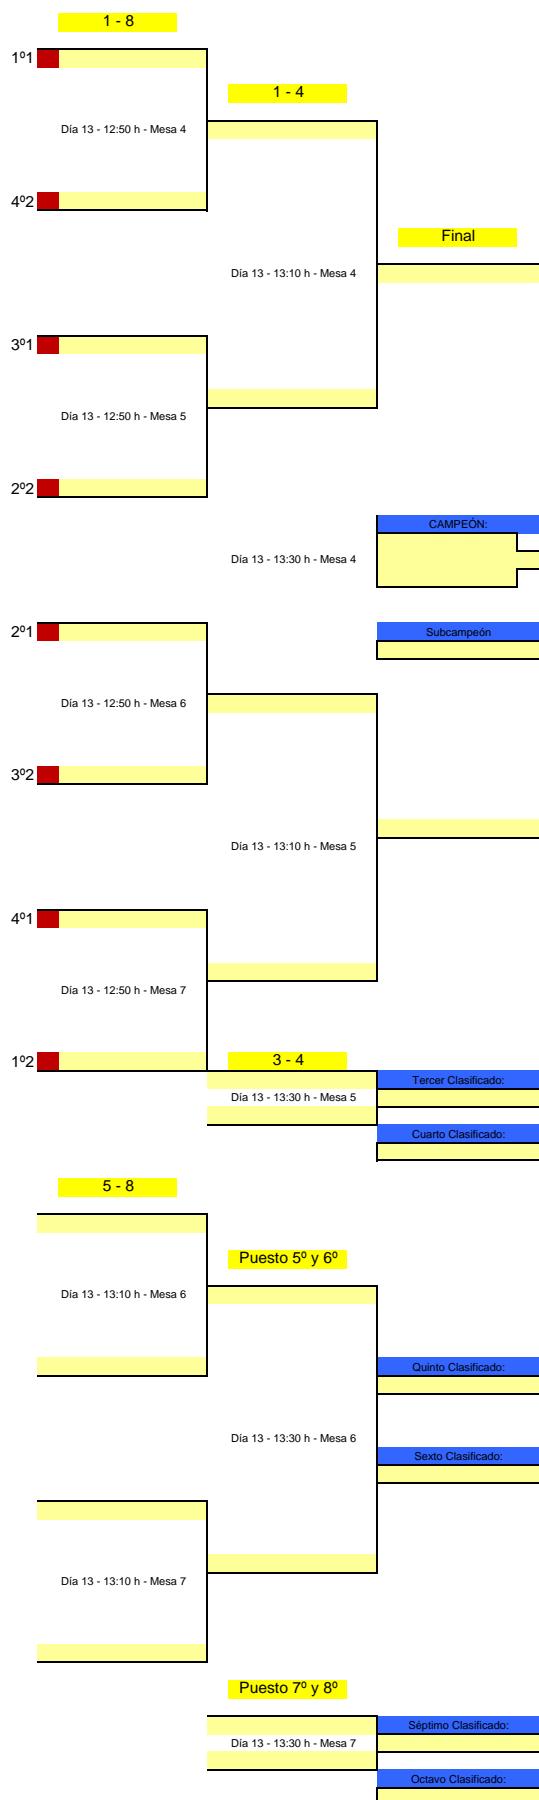 1 - 8
1º1
1 - 4
Día 13 - 12:50 h - Mesa 4
4º2
Final
Día 13 - 13:10 h - Mesa 4
3º1
Día 13 - 12:50 h - Mesa 5
2º2
CAMPEÓN:
Día 13 - 13:30 h - Mesa 4
2º1
Subcampeón
Día 13 - 12:50 h - Mesa 6
3º2
Día 13 - 13:10 h - Mesa 5
4º1
Día 13 - 12:50 h - Mesa 7
1º2
3 - 4
Tercer Clasificado:
Día 13 - 13:30 h - Mesa 5
Cuarto Clasificado:
5 - 8
Puesto 5º y 6º
Día 13 - 13:10 h - Mesa 6
Quinto Clasificado:
Día 13 - 13:30 h - Mesa 6
Sexto Clasificado:
Día 13 - 13:10 h - Mesa 7
Puesto 7º y 8º
Séptimo Clasificado:
Día 13 - 13:30 h - Mesa 7
Octavo Clasificado: